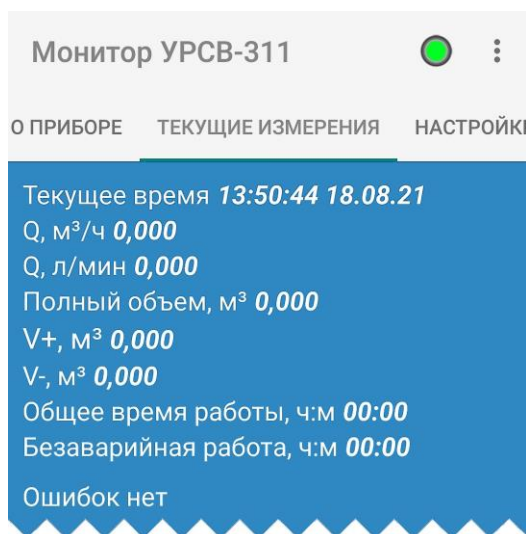 Монитор УРСВ-311
О ПРИБОРЕ ТЕКУЩИЕ ИЗМЕРЕНИЯ НАСТРОЙКИ
Текущее время 13:50:44 18.08.21
Q, м³/ч 0,000
Q, л/мин 0,000
Полный объем, м³ 0,000
V+, м³ 0,000
V-, м³ 0,000
Общее время работы, ч:м 00:00
Безаварийная работа, ч:м 00:00
Ошибок нет